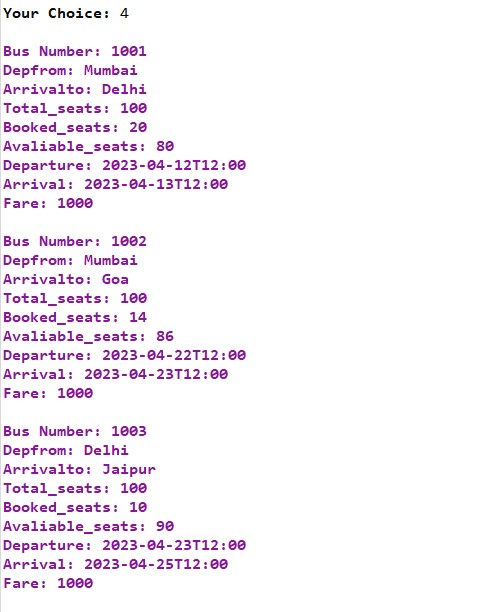 Your Choice: 4
Bus Number: 1001
Depfrom: Mumbai
Arrivalto: Delhi
Total_seats: 100
Booked_seats: 20
Avaliable_seats: 80
Departure: 2023-04-12T12:00
Arrival: 2023-04-13T12:00
Fare: 1000
Bus Number: 1002
Depfrom: Mumbai
Arrivalto: Goa
Total_seats: 100
Booked_seats: 14
Avaliable_seats: 86
Departure: 2023-04-22T12:00
Arrival: 2023-04-23T12:00
Fare: 1000
Bus Number: 1003
Depfrom: Delhi
Arrivalto: Jaipur
Total_seats: 100
Booked_seats: 10
Avaliable_seats: 90
Departure: 2023-04-23T12:00
Arrival: 2023-04-25T12:00
Fare: 1000